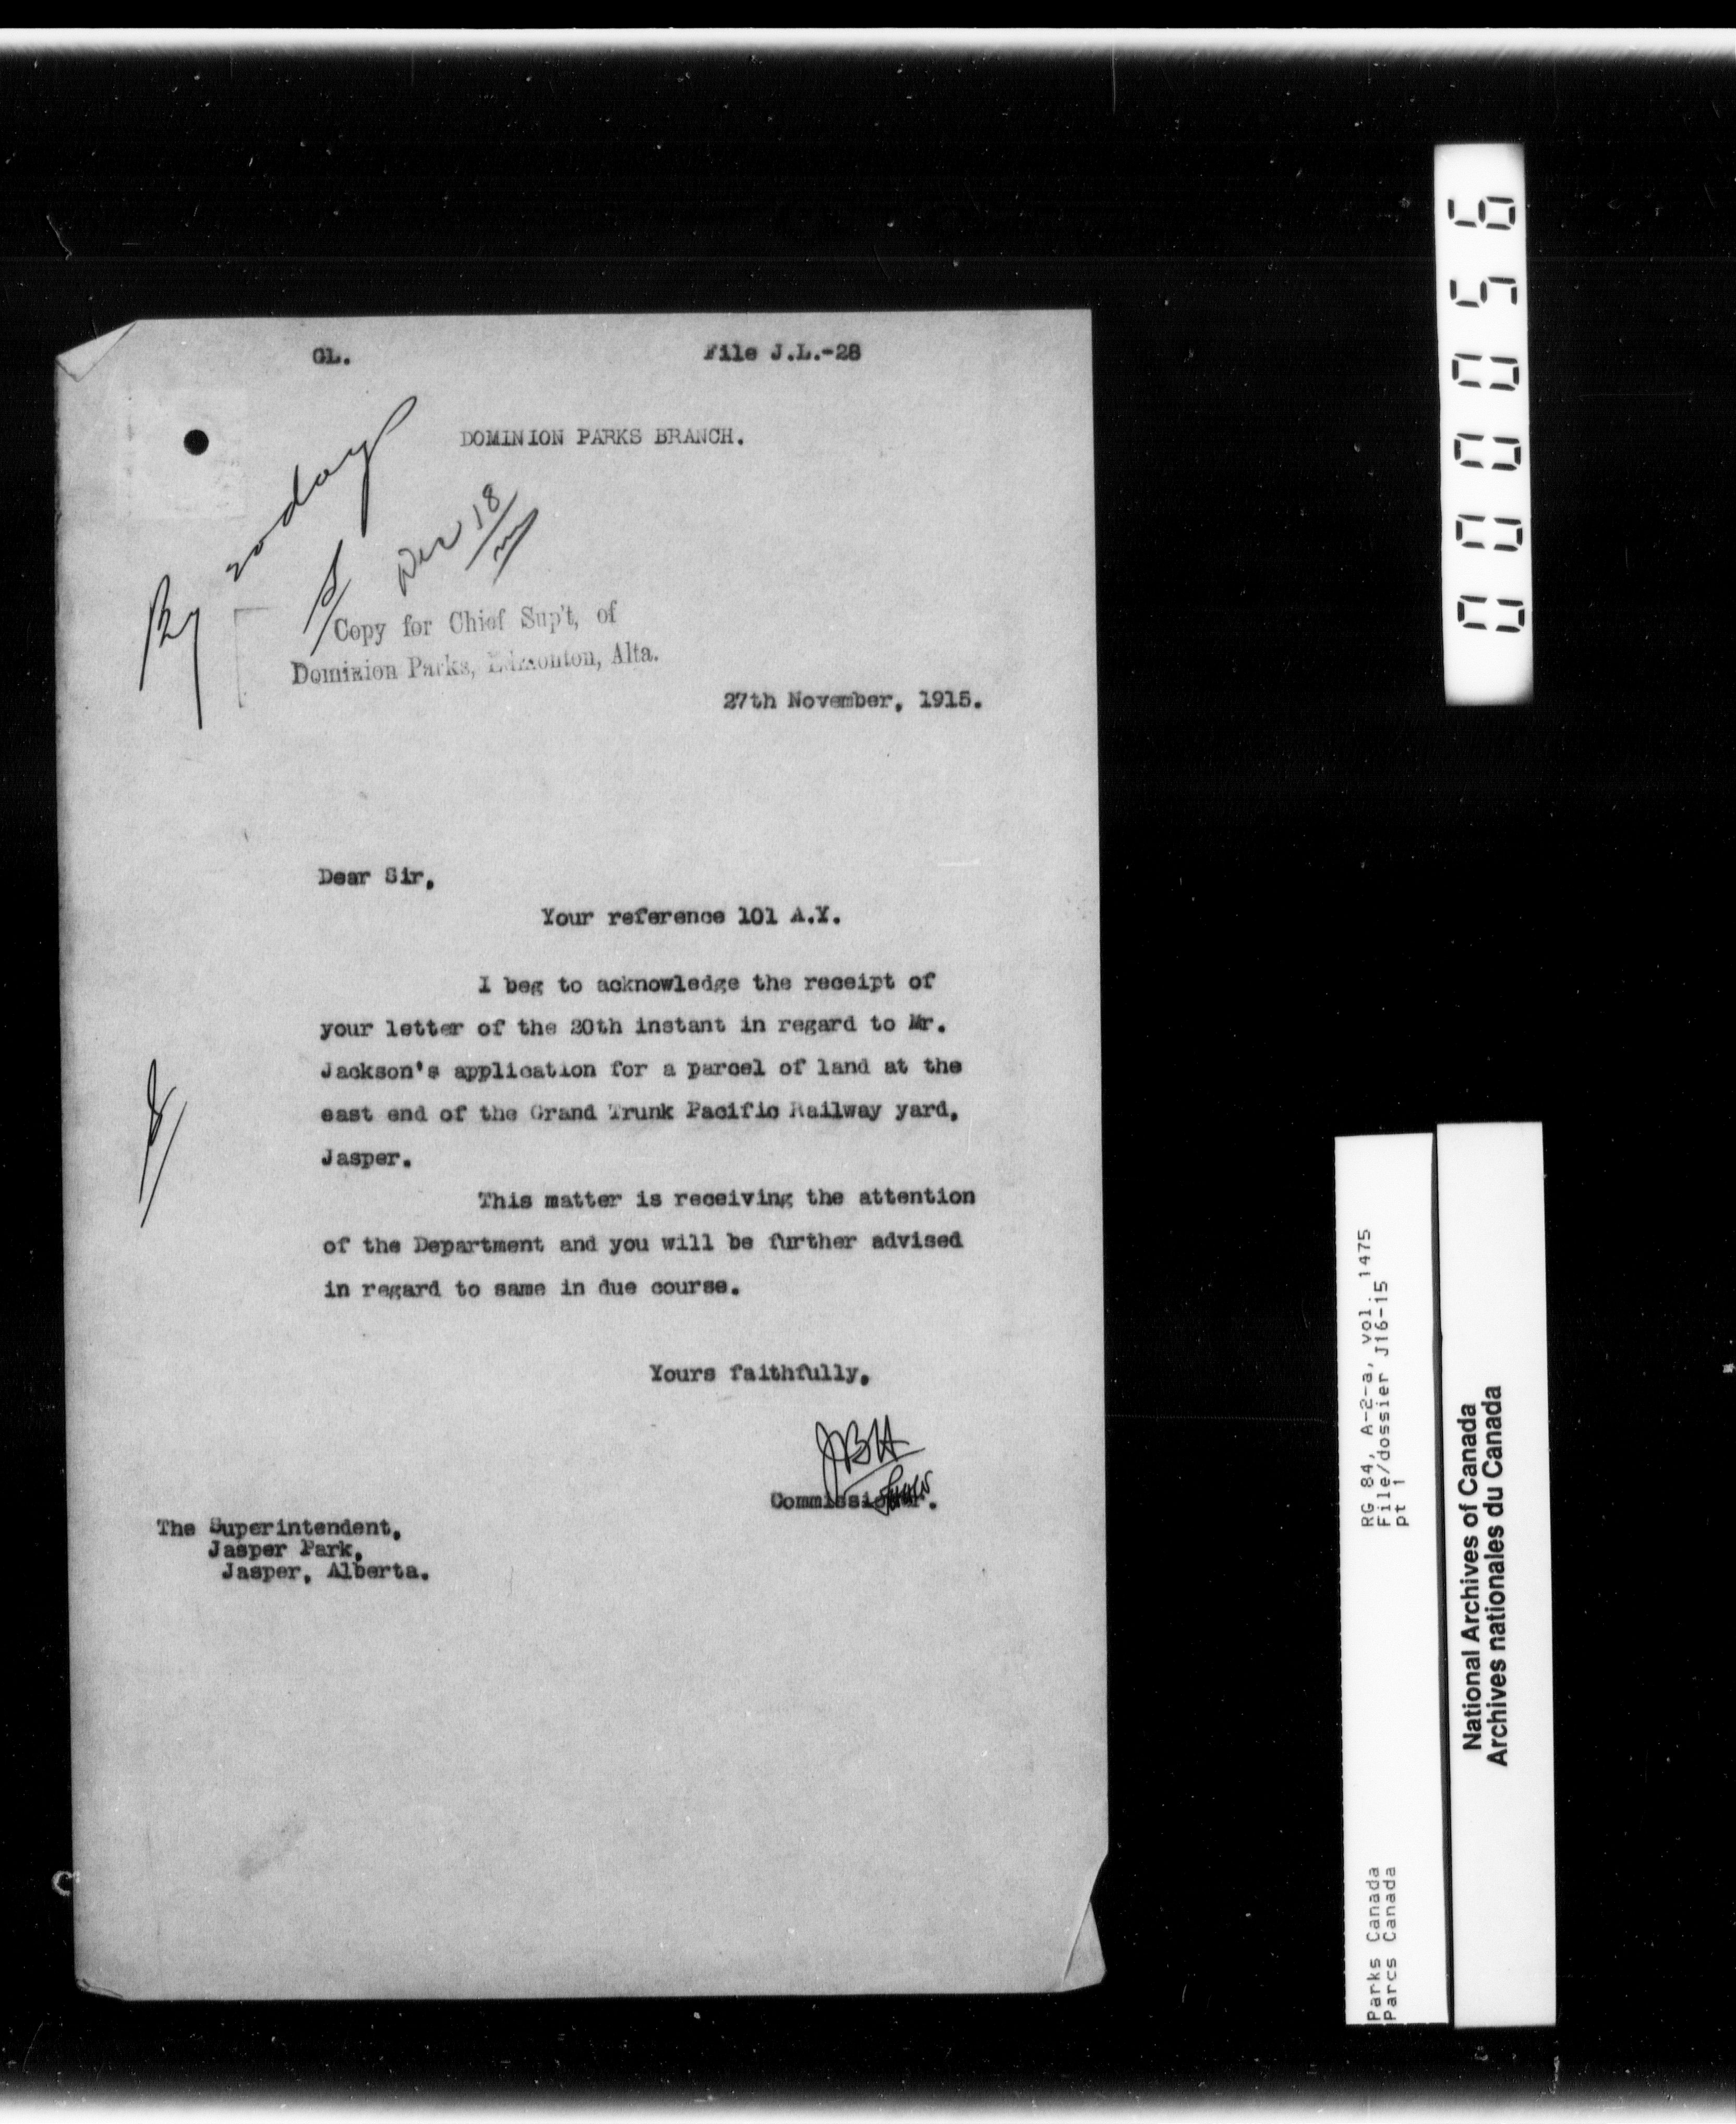 GL. File J.L.-28
DOMINION PARKS BRANCH.
20 days
Dec 18
Copy for Chief Sup't, of
Dominion Parks, Edmonton, Alta.
27th November, 1915.
Dear Sir,
Your reference 101 A.Y.
I beg to acknowledge the receipt of
your letter of the 20th instant in regard to Mr.
Jackson's application for a parcel of land at the
east end of the Grand Trunk Pacific Railway yard,
Jasper.
This matter is receiving the attention
of the Department and you will be further advised
in regard to same in due course.
Yours faithfully,
JBH
Commissioner.
The Superintendent,
Jasper Park,
Jasper, Alberta.
000056
RG 84, A-2-a, vol. 1475
File/dossier J16-15
pt 1
Parks Canada
Parcs Canada
National Archives of Canada
Archives nationales du Canada